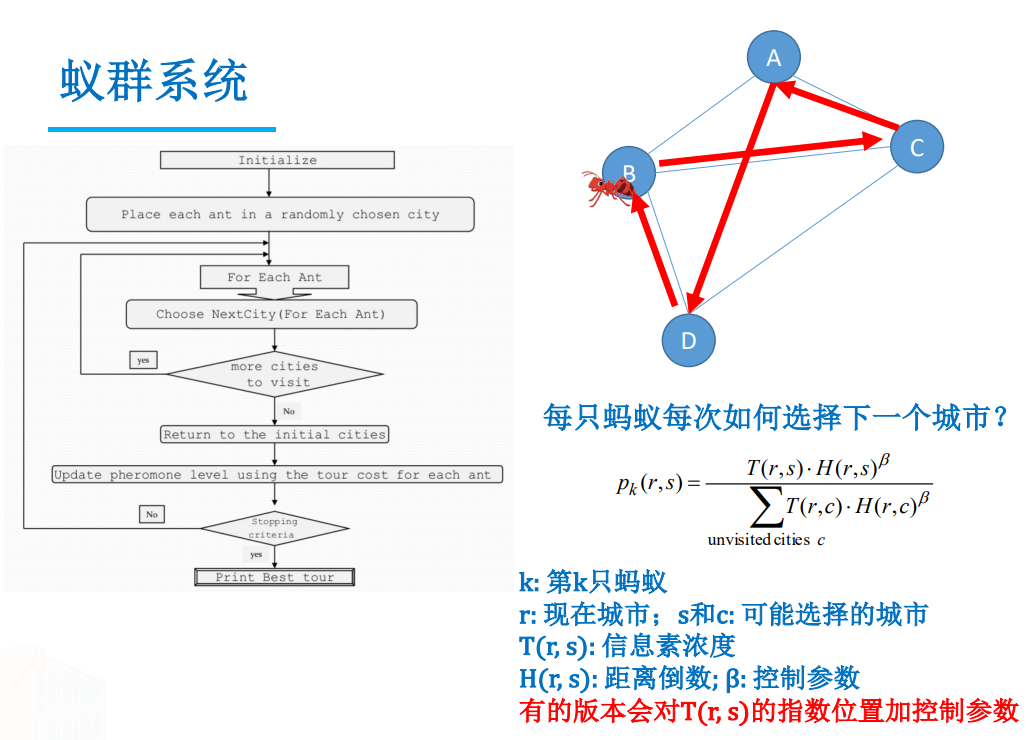 蚁群系统
Initialize
Place each ant in a randomly chosen city
For Each Ant
Choose NextCity(For Each Ant)
yes
more cities
to visit
No
Return to the initial cities
Update pheromone level using the tour cost for each ant
No
Stopping
criteria
yes
Print Best tour
A
B
C
D
每只蚂蚁每次如何选择下一个城市？
p_k(r,s) = \frac{T(r,s)·H(r,s)^β}{\sum_{unvisited cities c} T(r,c)·H(r,c)^β}
k: 第k只蚂蚁
r: 现在城市；s和c: 可能选择的城市
T(r, s): 信息素浓度
H(r, s): 距离倒数; β: 控制参数
有的版本会对T(r, s)的指数位置加控制参数